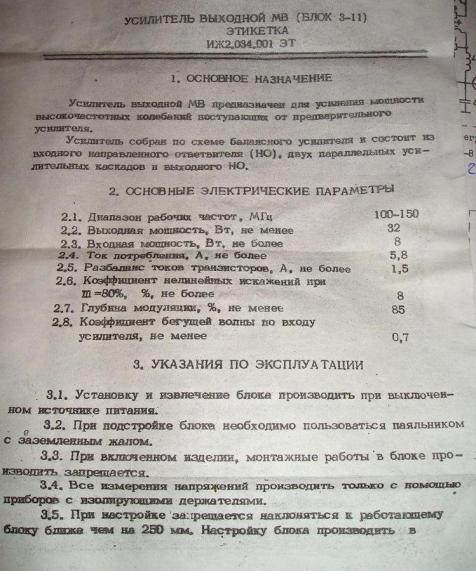 УСИЛИТЕЛЬ ВЫХОДНОЙ МВ (БЛОК 3-11)
ЭТИКЕТКА
ИЖ2.034.001 ЭТ
1. ОСНОВНОЕ НАЗНАЧЕНИЕ
Усилитель выходной МВ предназначен для усиления мощности
высокочестотных колебаний поступающих от предварительного
усилителя.
Усилитель собран по схеме балансного усилителя и состоит из
входного направленного ответвителя (НО), двух параллельных уси-
лительных каскадов и выходного НО.
2. ОСНОВНЫЕ ЭЛЕКТРИЧЕСКИЕ ПАРАМЕТРЫ
2.1. Диапазон рабочих частот, МГц 100-150
2.2. Выходная мощность, Вт, не менее 32
2.3. Входная мощность, Вт, не более 8
2.4. Ток потребления, А, не более 5,8
2.5. Разбаланс токов транзисторов, А, не более 1,5
2.6. Коэффициент нелинейных искажений при
m=80%, %, не более 8
2.7. Глубина модуляции, %, не менее 85
2.8. Коэффициент бегущей волны по входу
усилителя, не менее 0,7
3. УКАЗАНИЯ ПО ЭКСПЛУАТАЦИИ
3.1. Установку и извлечение блока производить при выключен-
ном источнике питания.
3.2. При подстройке блока необходимо пользоваться паяльником
с заземленным жалом.
3.3. При включенном изделии, монтажные работы в блоке про-
изводить запрещается.
3.4. Все измерения напряжений производить только с помощью
приборов с изолирующими держателями.
3.5. При настройке запрещается наклоняться к работающему
блоку ближе чем на 250 мм. Настройку блока производить в